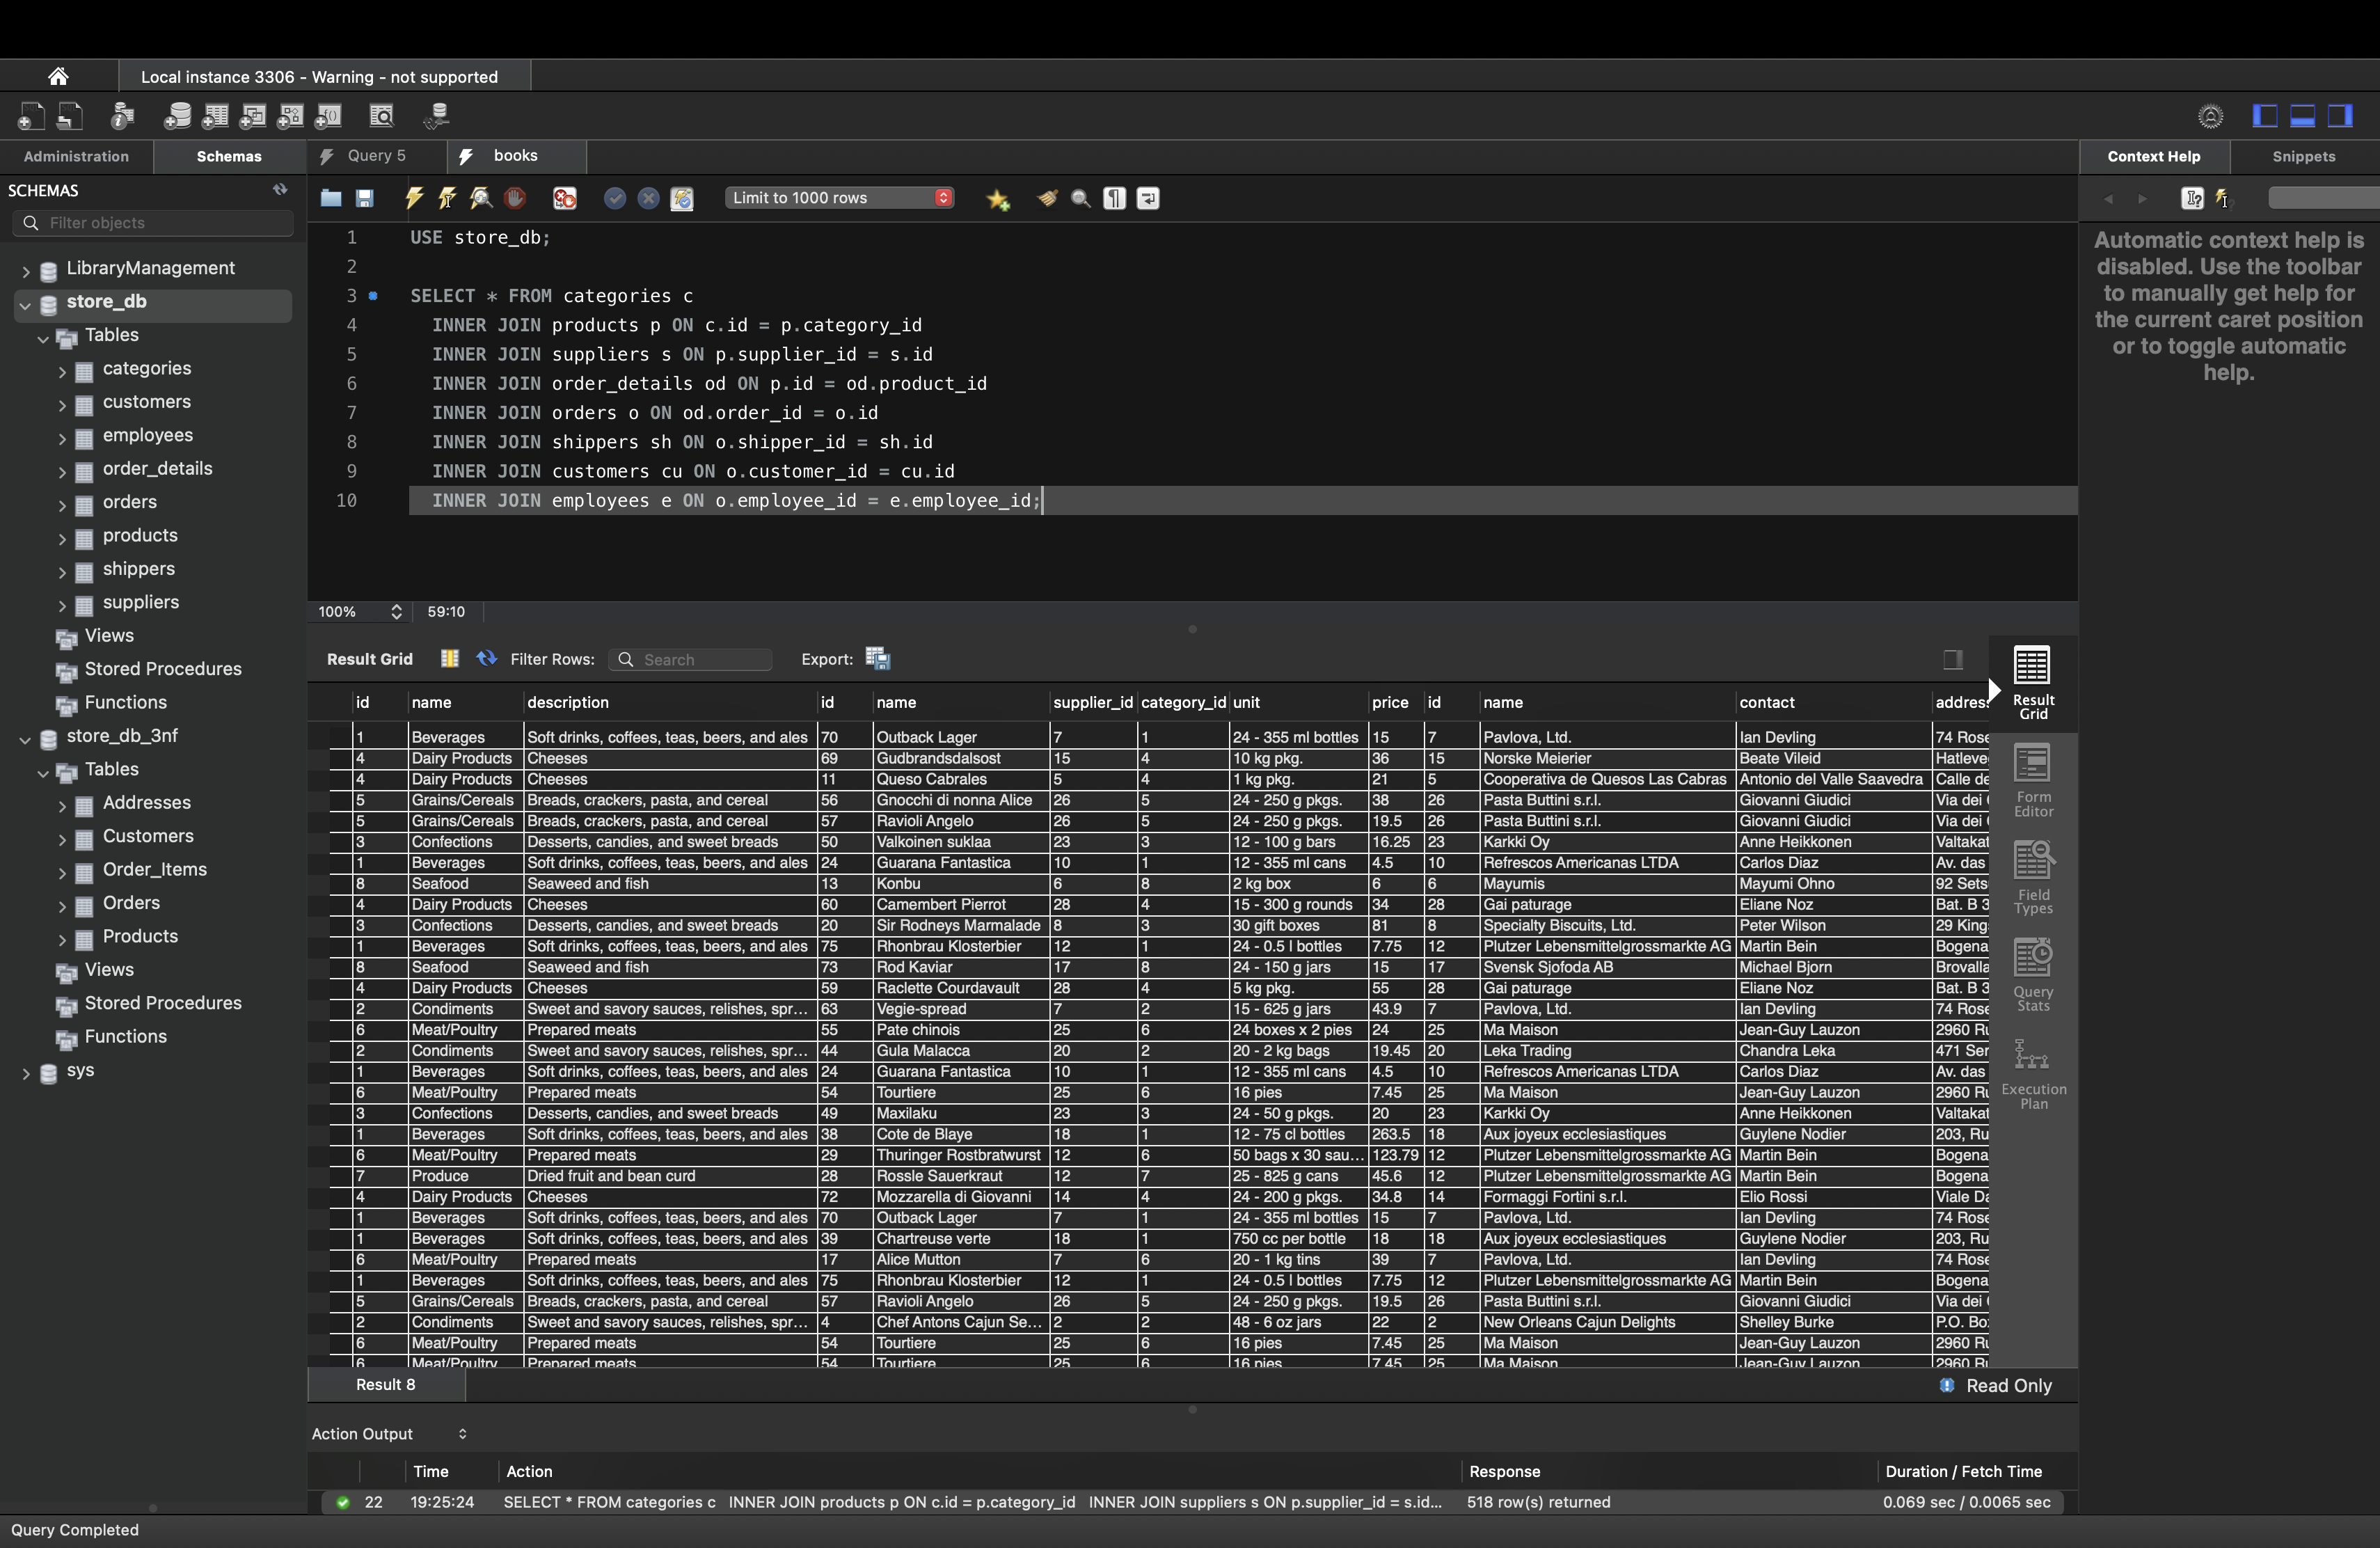 Local instance 3306 - Warning - not supported
Administration Schemas Query 5 books Context Help Snippets
SCHEMAS
Filter objects
LibraryManagement
store_db
Tables
categories
customers
employees
order_details
orders
products
shippers
suppliers
Views
Stored Procedures
Functions
store_db_3nf
Tables
Addresses
Customers
Order_Items
Orders
Products
Views
Stored Procedures
Functions
sys
Limit to 1000 rows
1 USE store_db;
2
3 SELECT * FROM categories c
4 INNER JOIN products p ON c.id = p.category_id
5 INNER JOIN suppliers s ON p.supplier_id = s.id
6 INNER JOIN order_details od ON p.id = od.product_id
7 INNER JOIN orders o ON od.order_id = o.id
8 INNER JOIN shippers sh ON o.shipper_id = sh.id
9 INNER JOIN customers cu ON o.customer_id = cu.id
10 INNER JOIN employees e ON o.employee_id = e.employee_id;
Automatic context help is
disabled. Use the toolbar
to manually get help for
the current caret position
or to toggle automatic
help.
100% 59:10
Result Grid Filter Rows: Search Export:
id name description id name supplier_id category_id unit price id name contact addres
1 Beverages Soft drinks, coffees, teas, beers, and ales 70 Outback Lager 7 1 24 - 355 ml bottles 15 7 Pavlova, Ltd. Ian Devling 74 Rose
4 Dairy Products Cheeses 69 Gudbrandsdalsost 15 4 10 kg pkg. 36 15 Norske Meierier Beate Vileid Hatleve
4 Dairy Products Cheeses 11 Queso Cabrales 5 4 1 kg pkg. 21 5 Cooperativa de Quesos Las Cabras Antonio del Valle Saavedra Calle de
5 Grains/Cereals Breads, crackers, pasta, and cereal 56 Gnocchi di nonna Alice 26 5 24 - 250 g pkgs. 38 26 Pasta Buttini s.r.l. Giovanni Giudici Via dei
5 Grains/Cereals Breads, crackers, pasta, and cereal 57 Ravioli Angelo 26 5 24 - 250 g pkgs. 19.5 26 Pasta Buttini s.r.l. Giovanni Giudici Via dei
3 Confections Desserts, candies, and sweet breads 50 Valkoinen suklaa 23 3 12 - 100 g bars 16.25 23 Karkki Oy Anne Heikkonen Valtakat
1 Beverages Soft drinks, coffees, teas, beers, and ales 24 Guarana Fantastica 10 1 12 - 355 ml cans 4.5 10 Refrescos Americanas LTDA Carlos Diaz Av. das
8 Seafood Seaweed and fish 13 Konbu 6 8 2 kg box 6 6 Mayumis Mayumi Ohno 92 Sets
4 Dairy Products Cheeses 60 Camembert Pierrot 28 4 15 - 300 g rounds 34 28 Gai paturage Eliane Noz Bat. B 3
3 Confections Desserts, candies, and sweet breads 20 Sir Rodneys Marmalade 8 3 30 gift boxes 81 8 Specialty Biscuits, Ltd. Peter Wilson 29 King
1 Beverages Soft drinks, coffees, teas, beers, and ales 75 Rhonbrau Klosterbier 12 1 24 - 0.5 l bottles 7.75 12 Plutzer Lebensmittelgrossmarkte AG Martin Bein Bogena
8 Seafood Seaweed and fish 73 Rod Kaviar 17 8 24 - 150 g jars 15 17 Svensk Sjofoda AB Michael Bjorn Brovalla
4 Dairy Products Cheeses 59 Raclette Courdavault 28 4 5 kg pkg. 55 28 Gai paturage Eliane Noz Bat. B 3
2 Condiments Sweet and savory sauces, relishes, spr... 63 Vegie-spread 7 2 15 - 625 g jars 43.9 7 Pavlova, Ltd. Ian Devling 74 Rose
6 Meat/Poultry Prepared meats 55 Pate chinois 25 6 24 boxes x 2 pies 24 25 Ma Maison Jean-Guy Lauzon 2960 Ru
2 Condiments Sweet and savory sauces, relishes, spr... 44 Gula Malacca 20 2 20 - 2 kg bags 19.45 20 Leka Trading Chandra Leka 471 Ser
1 Beverages Soft drinks, coffees, teas, beers, and ales 24 Guarana Fantastica 10 1 12 - 355 ml cans 4.5 10 Refrescos Americanas LTDA Carlos Diaz Av. das
6 Meat/Poultry Prepared meats 54 Tourtiere 25 6 16 pies 7.45 25 Ma Maison Jean-Guy Lauzon 2960 Ru
3 Confections Desserts, candies, and sweet breads 49 Maxilaku 23 3 24 - 50 g pkgs. 20 23 Karkki Oy Anne Heikkonen Valtakat
1 Beverages Soft drinks, coffees, teas, beers, and ales 38 Cote de Blaye 18 1 12 - 75 cl bottles 263.5 18 Aux joyeux ecclesiastiques Guylene Nodier 203, Ru
6 Meat/Poultry Prepared meats 29 Thuringer Rostbratwurst 12 6 50 bags x 30 sau... 123.79 12 Plutzer Lebensmittelgrossmarkte AG Martin Bein Bogena
7 Produce Dried fruit and bean curd 28 Rossle Sauerkraut 12 7 25 - 825 g cans 45.6 12 Plutzer Lebensmittelgrossmarkte AG Martin Bein Bogena
4 Dairy Products Cheeses 72 Mozzarella di Giovanni 14 4 24 - 200 g pkgs. 34.8 14 Formaggi Fortini s.r.l. Elio Rossi Viale Da
1 Beverages Soft drinks, coffees, teas, beers, and ales 70 Outback Lager 7 1 24 - 355 ml bottles 15 7 Pavlova, Ltd. Ian Devling 74 Rose
1 Beverages Soft drinks, coffees, teas, beers, and ales 39 Chartreuse verte 18 1 750 cc per bottle 18 18 Aux joyeux ecclesiastiques Guylene Nodier 203, Ru
6 Meat/Poultry Prepared meats 17 Alice Mutton 7 6 20 - 1 kg tins 39 7 Pavlova, Ltd. Ian Devling 74 Rose
1 Beverages Soft drinks, coffees, teas, beers, and ales 75 Rhonbrau Klosterbier 12 1 24 - 0.5 l bottles 7.75 12 Plutzer Lebensmittelgrossmarkte AG Martin Bein Bogena
5 Grains/Cereals Breads, crackers, pasta, and cereal 57 Ravioli Angelo 26 5 24 - 250 g pkgs. 19.5 26 Pasta Buttini s.r.l. Giovanni Giudici Via dei
2 Condiments Sweet and savory sauces, relishes, spr... 4 Chef Antons Cajun Se... 2 2 48 - 6 oz jars 22 2 New Orleans Cajun Delights Shelley Burke P.O. Bo
6 Meat/Poultry Prepared meats 54 Tourtiere 25 6 16 pies 7.45 25 Ma Maison Jean-Guy Lauzon 2960 Ru
6 Meat/Poultry Prepared meats 54 Tourtiere 25 6 16 pies 7.45 25 Ma Maison Jean-Guy Lauzon 2960 Ru
Result
Grid
Form
Editor
Field
Types
Query
Stats
Execution
Plan
Result 8 Read Only
Action Output
Time Action Response Duration / Fetch Time
22 19:25:24 SELECT * FROM categories c INNER JOIN products p ON c.id = p.category_id INNER JOIN suppliers s ON p.supplier_id = s.id... 518 row(s) returned 0.069 sec / 0.0065 sec
Query Completed